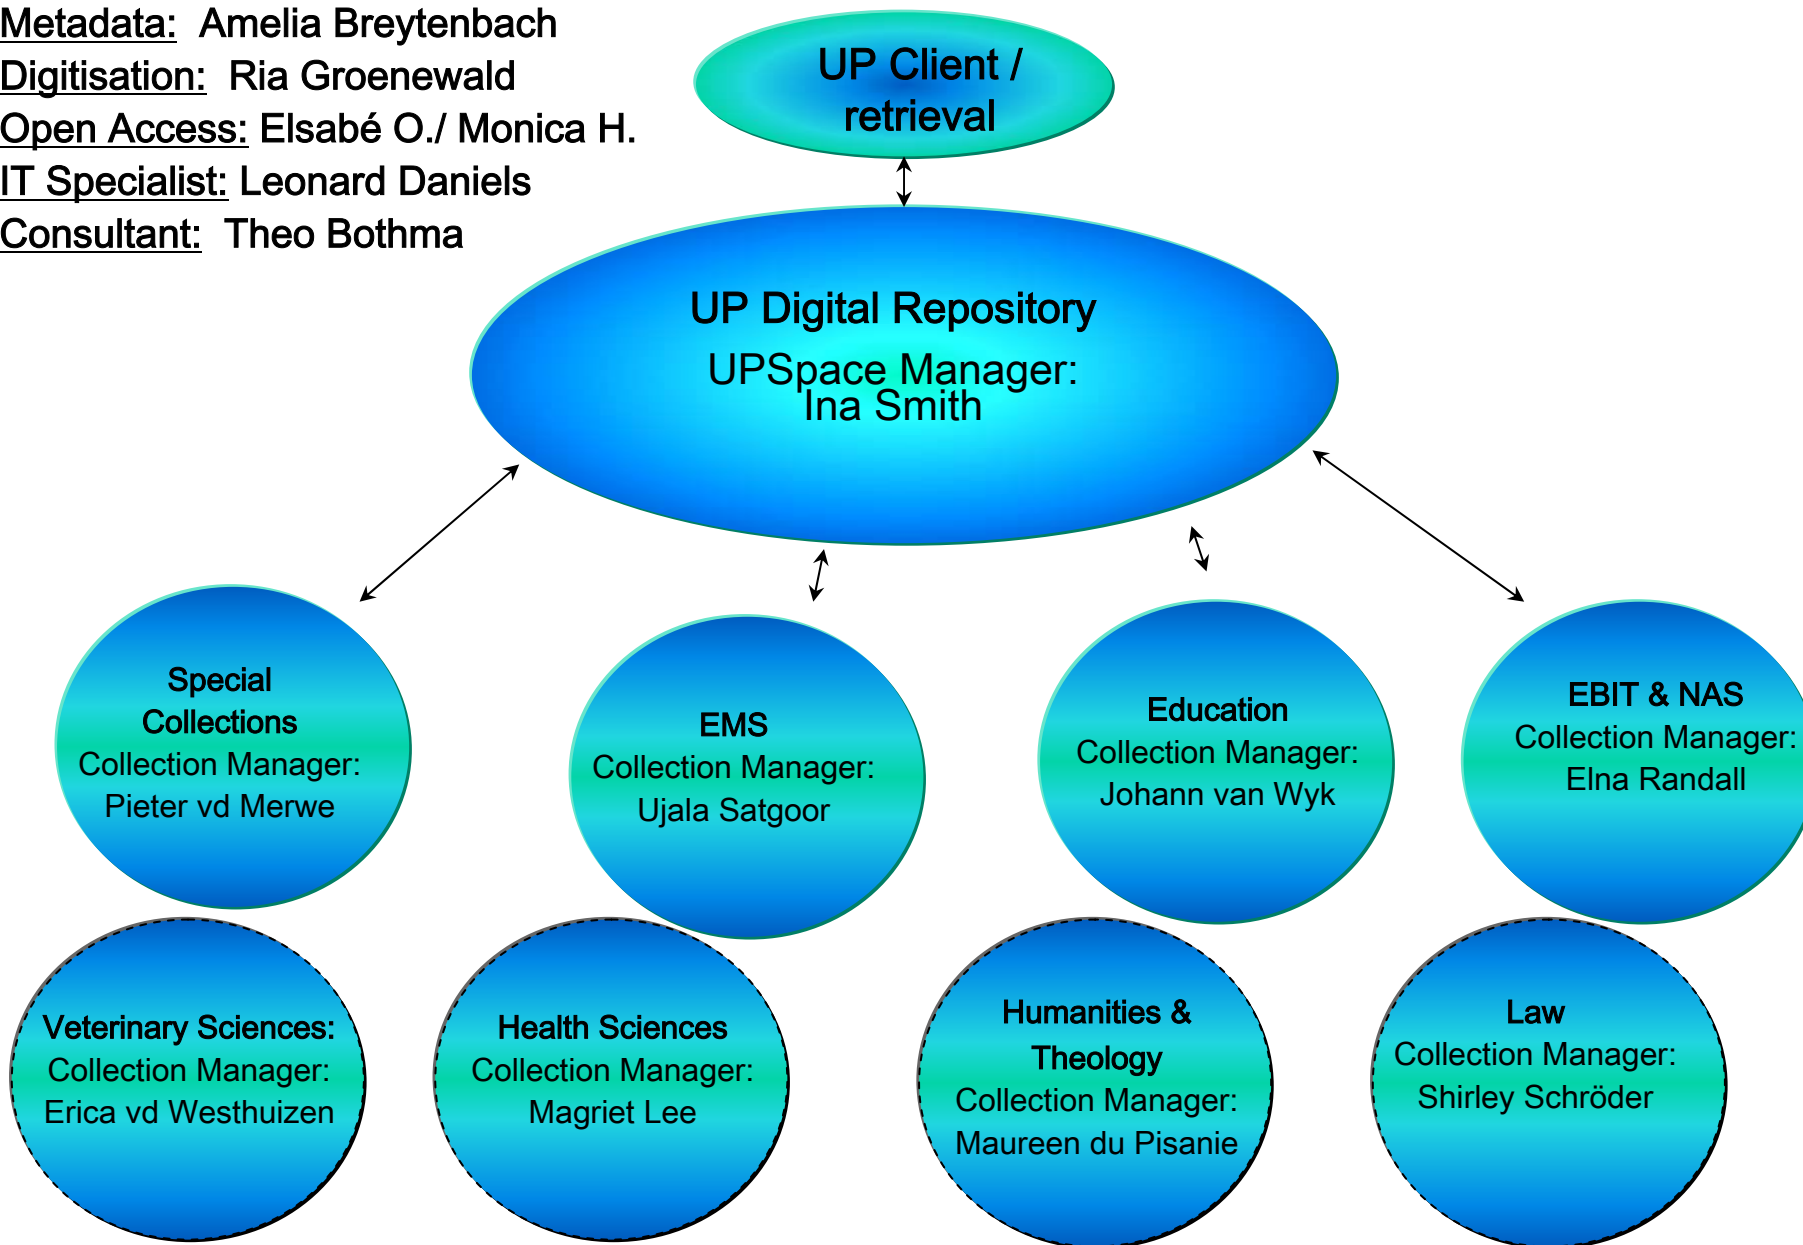 Metadata: Amelia Breytenbach
Digitisation: Ria Groenewald
Open Access: Elsabé O./ Monica H.
IT Specialist: Leonard Daniels
Consultant: Theo Bothma
UP Client /
retrieval
UP Digital Repository
UPSpace Manager:
Ina Smith
Special
Collections
Collection Manager:
Pieter vd Merwe
EMS
Collection Manager:
Ujala Satgoor
Education
Collection Manager:
Johann van Wyk
EBIT & NAS
Collection Manager:
Elna Randall
Veterinary Sciences:
Collection Manager:
Erica vd Westhuizen
Health Sciences
Collection Manager:
Magriet Lee
Humanities &
Theology
Collection Manager:
Maureen du Pisanie
Law
Collection Manager:
Shirley Schröder